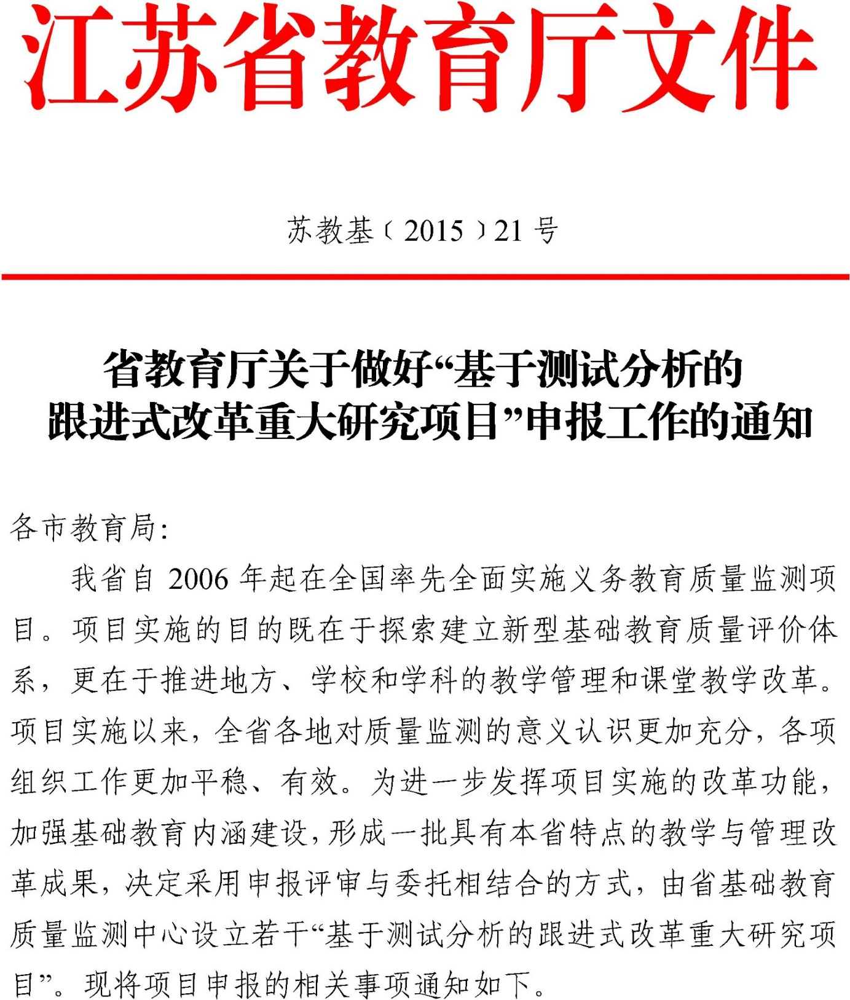 江苏省教育厅文件
苏教基﹝2015﹞21 号
省教育厅关于做好“基于测试分析的
跟进式改革重大研究项目”申报工作的通知
各市教育局：
我省自 2006 年起在全国率先全面实施义务教育质量监测项
目。项目实施的目的既在于探索建立新型基础教育质量评价体
系，更在于推进地方、学校和学科的教学管理和课堂教学改革。
项目实施以来，全省各地对质量监测的意义认识更加充分，各项
组织工作更加平稳、有效。为进一步发挥项目实施的改革功能，
加强基础教育内涵建设，形成一批具有本省特点的教学与管理改
革成果，决定采用申报评审与委托相结合的方式，由省基础教育
质量监测中心设立若干“基于测试分析的跟进式改革重大研究项
目”。现将项目申报的相关事项通知如下。